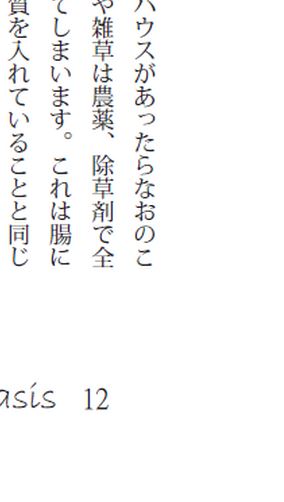 ハウスがあったらなおのこ
や雑草は農薬、除草剤で全
てしまいます。これは腸に
質を入れていることと同じ
asis 12